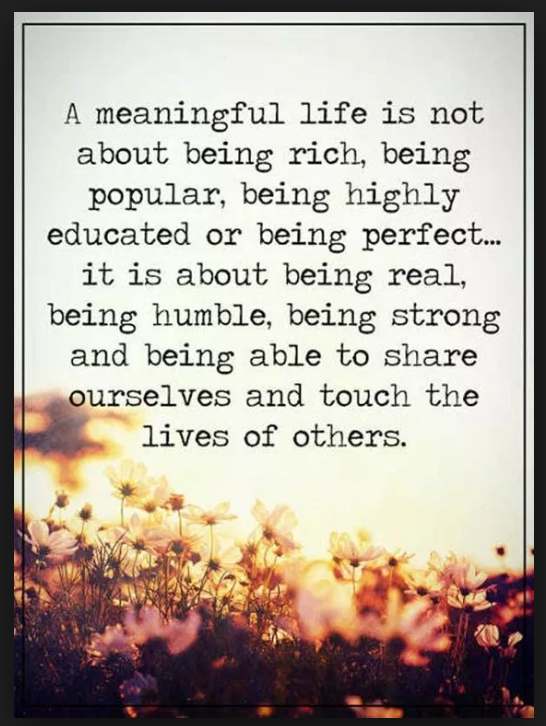 A meaningful life is not
about being rich, being
popular, being highly
educated or being perfect...
it is about being real,
being humble, being strong
and being able to share
ourselves and touch the
lives of others.